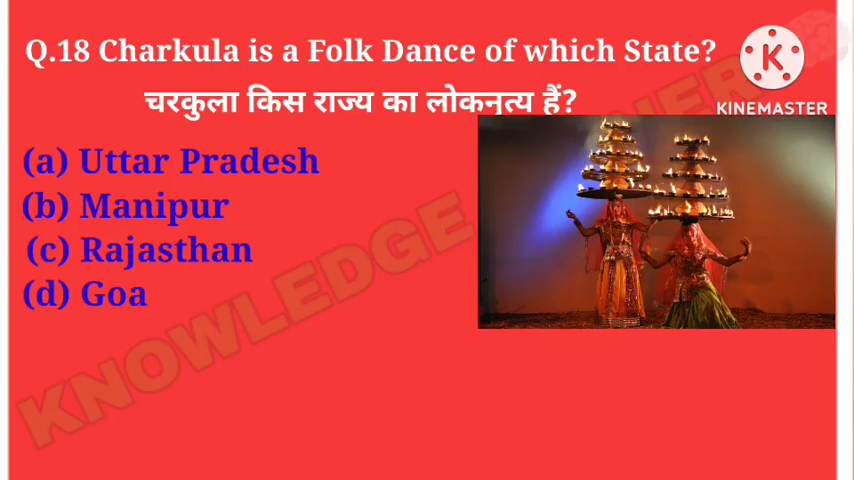 Q.18 Charkula is a Folk Dance of which State?
चरकुला किस राज्य का लोकनृत्य हैं?
KINEMASTER
(a) Uttar Pradesh
(b) Manipur
(c) Rajasthan
(d) Goa
KNOWLEDGE